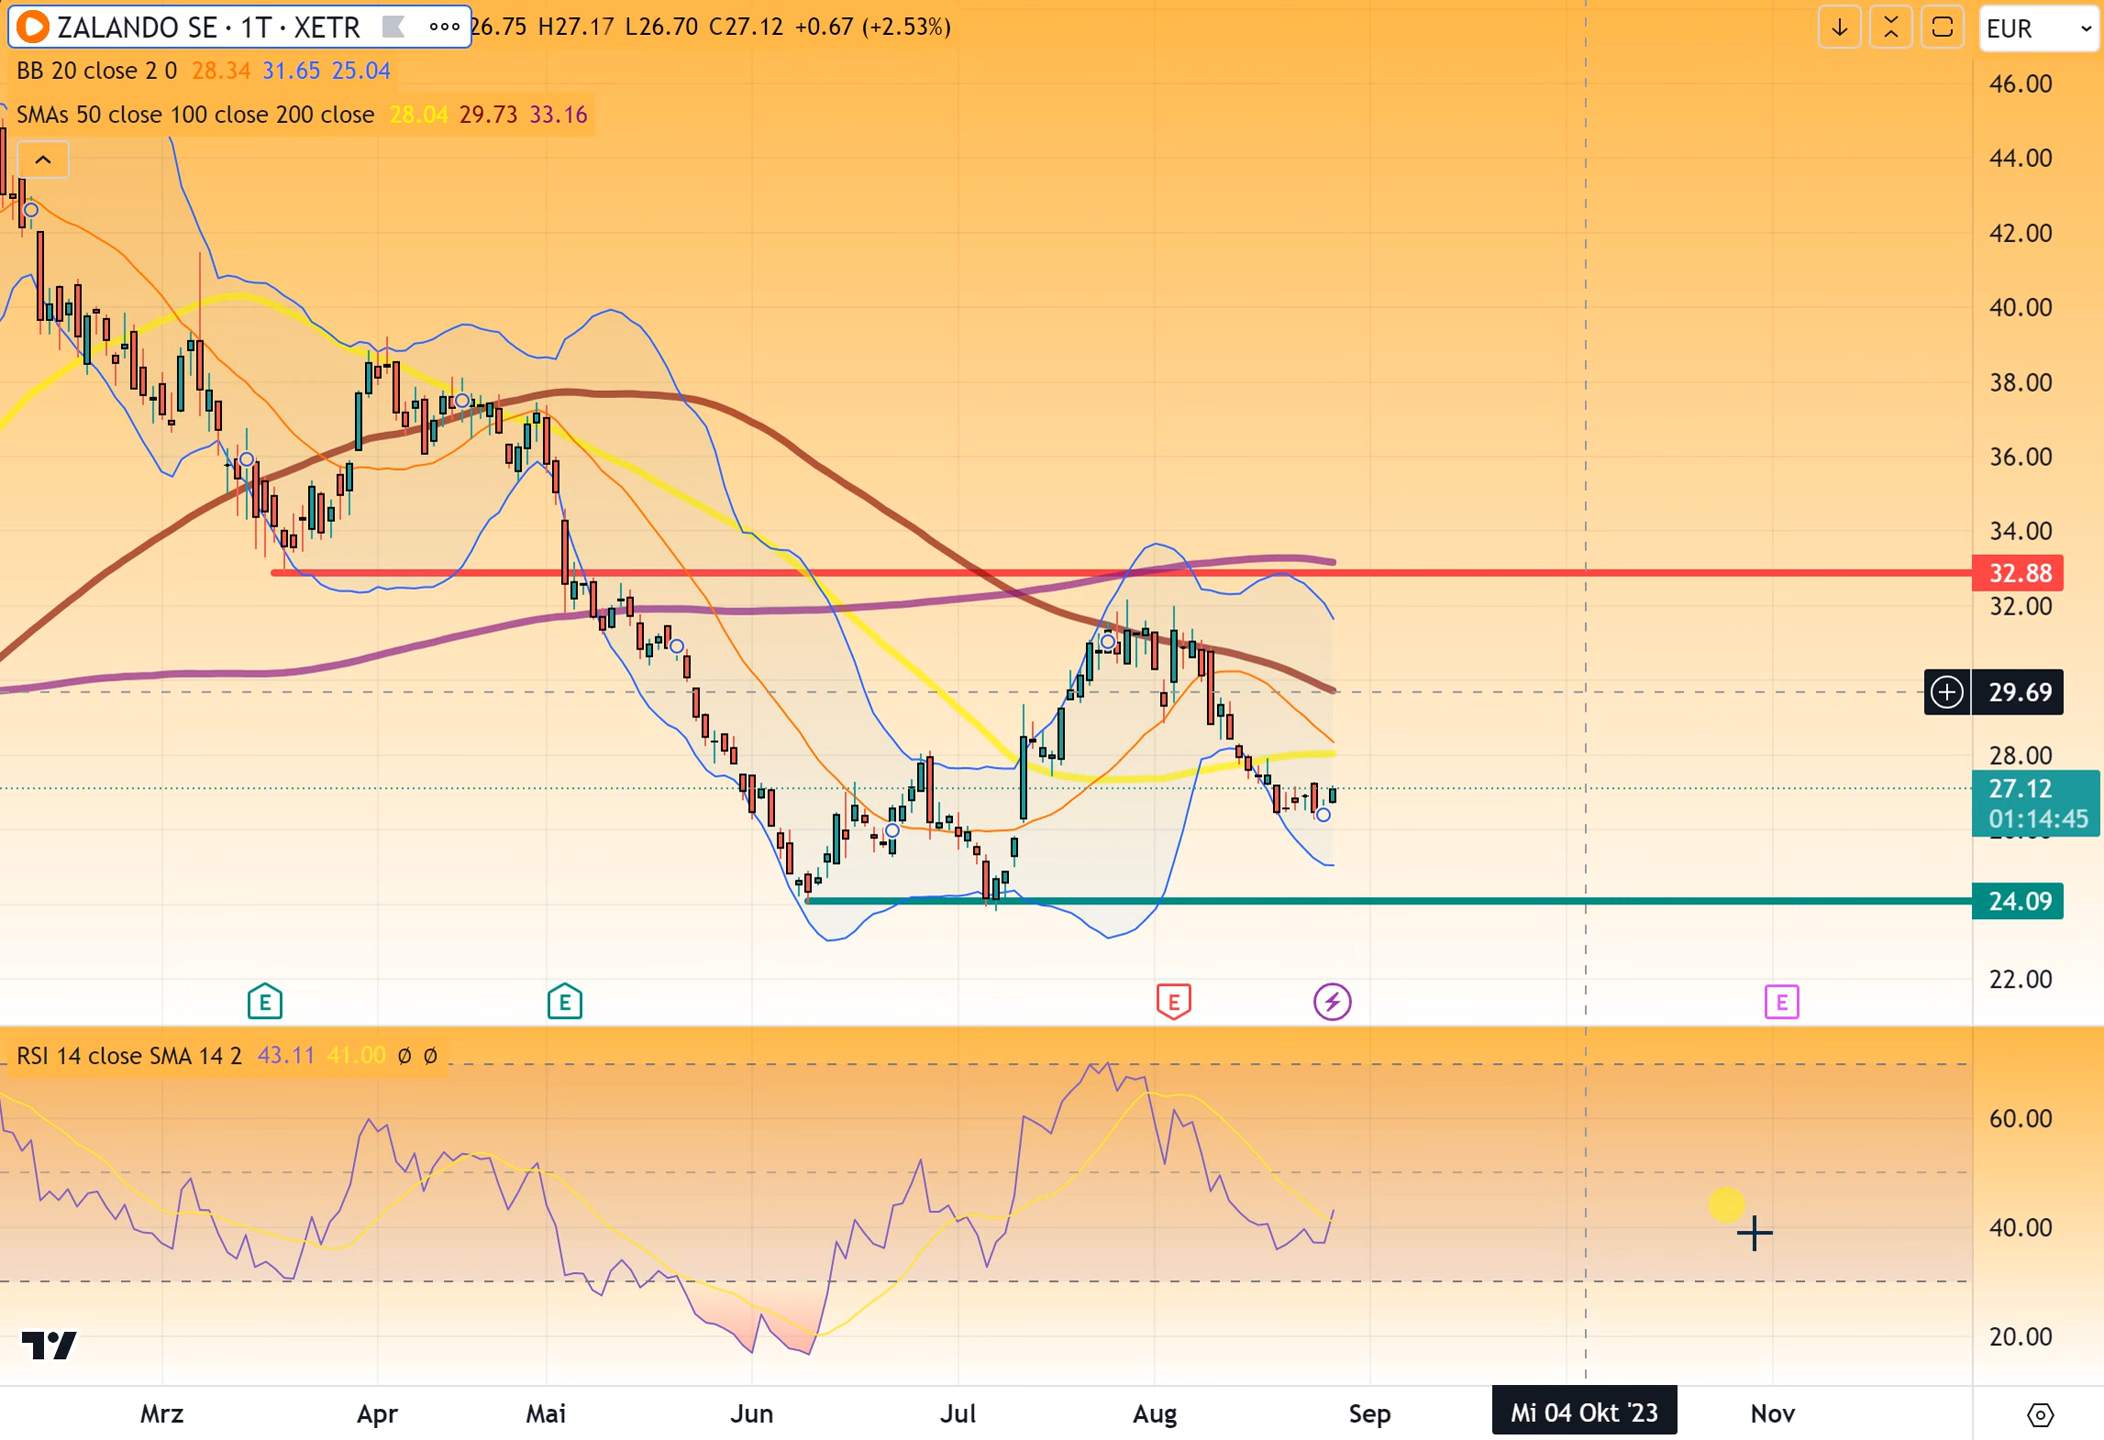 ZALANDO SE · 1T · XETR ••• 26.75 H27.17 L26.70 C27.12 +0.67 (+2.53%)
EUR
BB 20 close 2 0 28.34 31.65 25.04
SMAs 50 close 100 close 200 close 28.04 29.73 33.16
46.00
44.00
42.00
40.00
38.00
36.00
34.00
32.88
32.00
29.69
28.00
27.12
01:14:45
24.09
22.00
E E E E
RSI 14 close SMA 14 2 43.11 41.00 Ø Ø
60.00
40.00
20.00
Mrz Apr Mai Jun Jul Aug Sep Mi 04 Okt '23 Nov